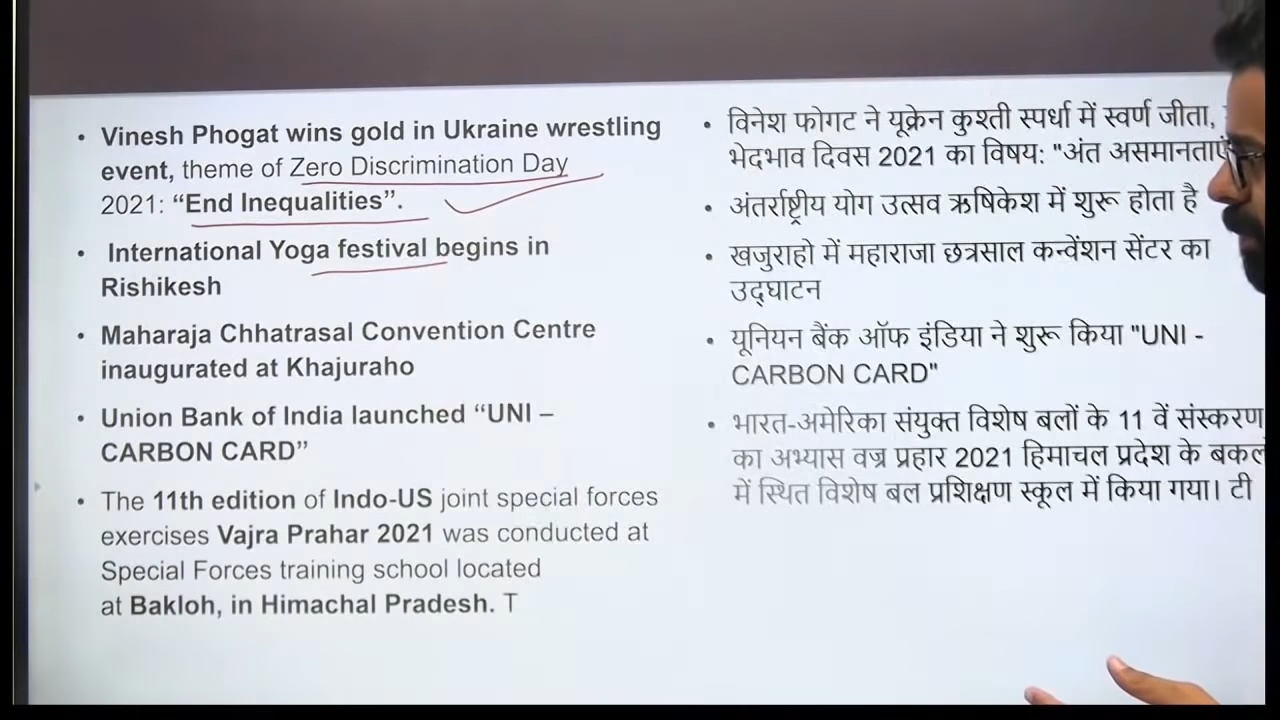 Vinesh Phogat wins gold in Ukraine wrestling
event, theme of Zero Discrimination Day
2021: “End Inequalities”.
International Yoga festival begins in
Rishikesh
Maharaja Chhatrasal Convention Centre
inaugurated at Khajuraho
Union Bank of India launched “UNI –
CARBON CARD”
The 11th edition of Indo-US joint special forces
exercises Vajra Prahar 2021 was conducted at
Special Forces training school located
at Bakloh, in Himachal Pradesh. T
विनेश फोगट ने यूक्रेन कुश्ती स्पर्धा में स्वर्ण जीता,
भेदभाव दिवस 2021 का विषय: "अंत असमानताएं
अंतर्राष्ट्रीय योग उत्सव ऋषिकेश में शुरू होता है
खजुराहो में महाराजा छत्रसाल कन्वेंशन सेंटर का
उद्घाटन
यूनियन बैंक ऑफ इंडिया ने शुरू किया "UNI -
CARBON CARD"
भारत-अमेरिका संयुक्त विशेष बलों के 11 वें संस्करण
का अभ्यास वज्र प्रहार 2021 हिमाचल प्रदेश के
में स्थित विशेष बल प्रशिक्षण स्कूल में किया गया। टी